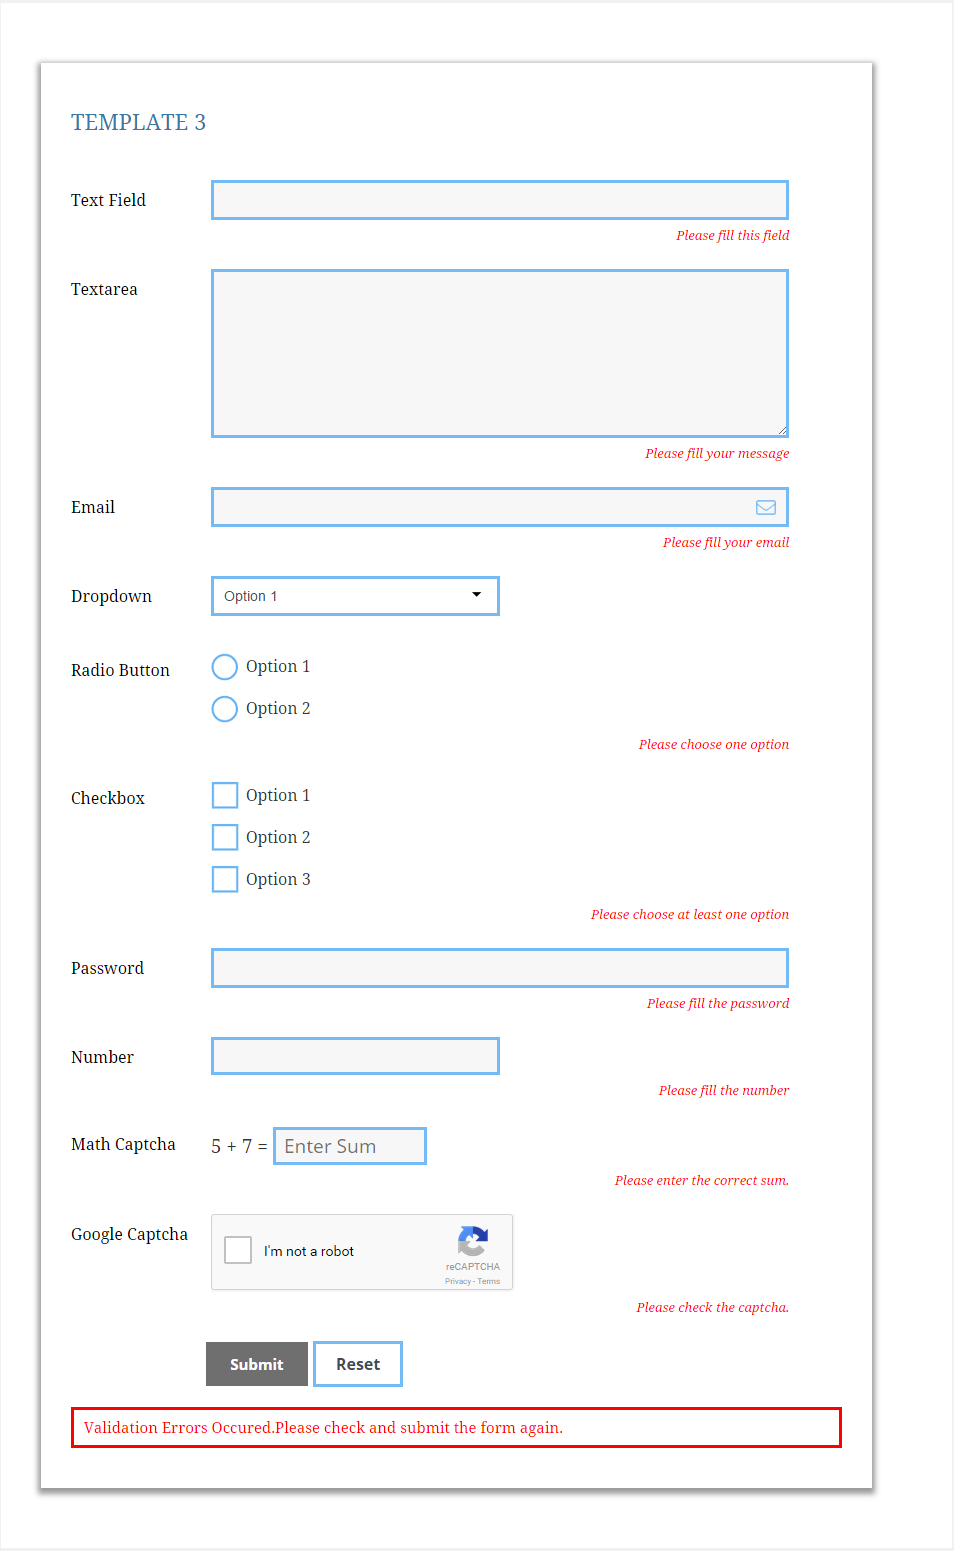 TEMPLATE 3
Text Field
Please fill this field
Textarea
Please fill your message
Email
Please fill your email
Dropdown
Option 1
Radio Button
Option 1
Option 2
Please choose one option
Checkbox
Option 1
Option 2
Option 3
Please choose at least one option
Password
Please fill the password
Number
Please fill the number
Math Captcha
5 + 7 = Enter Sum
Please enter the correct sum.
Google Captcha
I'm not a robot
reCAPTCHA
Privacy - Terms
Please check the captcha.
Submit Reset
Validation Errors Occured.Please check and submit the form again.